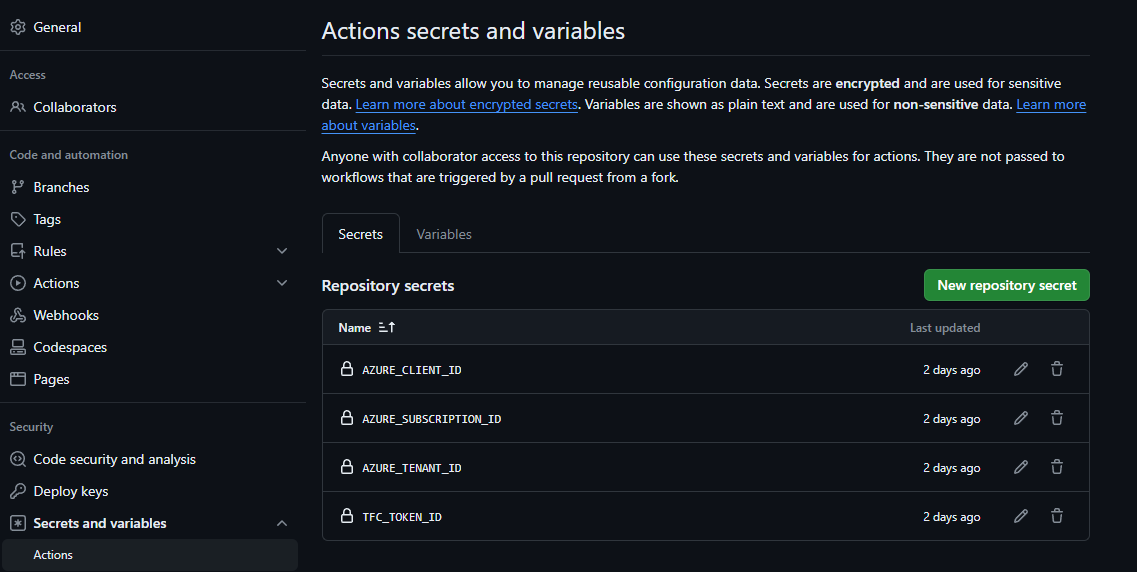 General
Access
Collaborators
Code and automation
Branches
Tags
Rules
Actions
Webhooks
Codespaces
Pages
Security
Code security and analysis
Deploy keys
Secrets and variables
Actions
Actions secrets and variables
Secrets and variables allow you to manage reusable configuration data. Secrets are encrypted and are used for sensitive
data. Learn more about encrypted secrets. Variables are shown as plain text and are used for non-sensitive data. Learn more
about variables.
Anyone with collaborator access to this repository can use these secrets and variables for actions. They are not passed to
workflows that are triggered by a pull request from a fork.
Secrets Variables
Repository secrets New repository secret
Name Last updated
AZURE_CLIENT_ID 2 days ago
AZURE_SUBSCRIPTION_ID 2 days ago
AZURE_TENANT_ID 2 days ago
TFC_TOKEN_ID 2 days ago